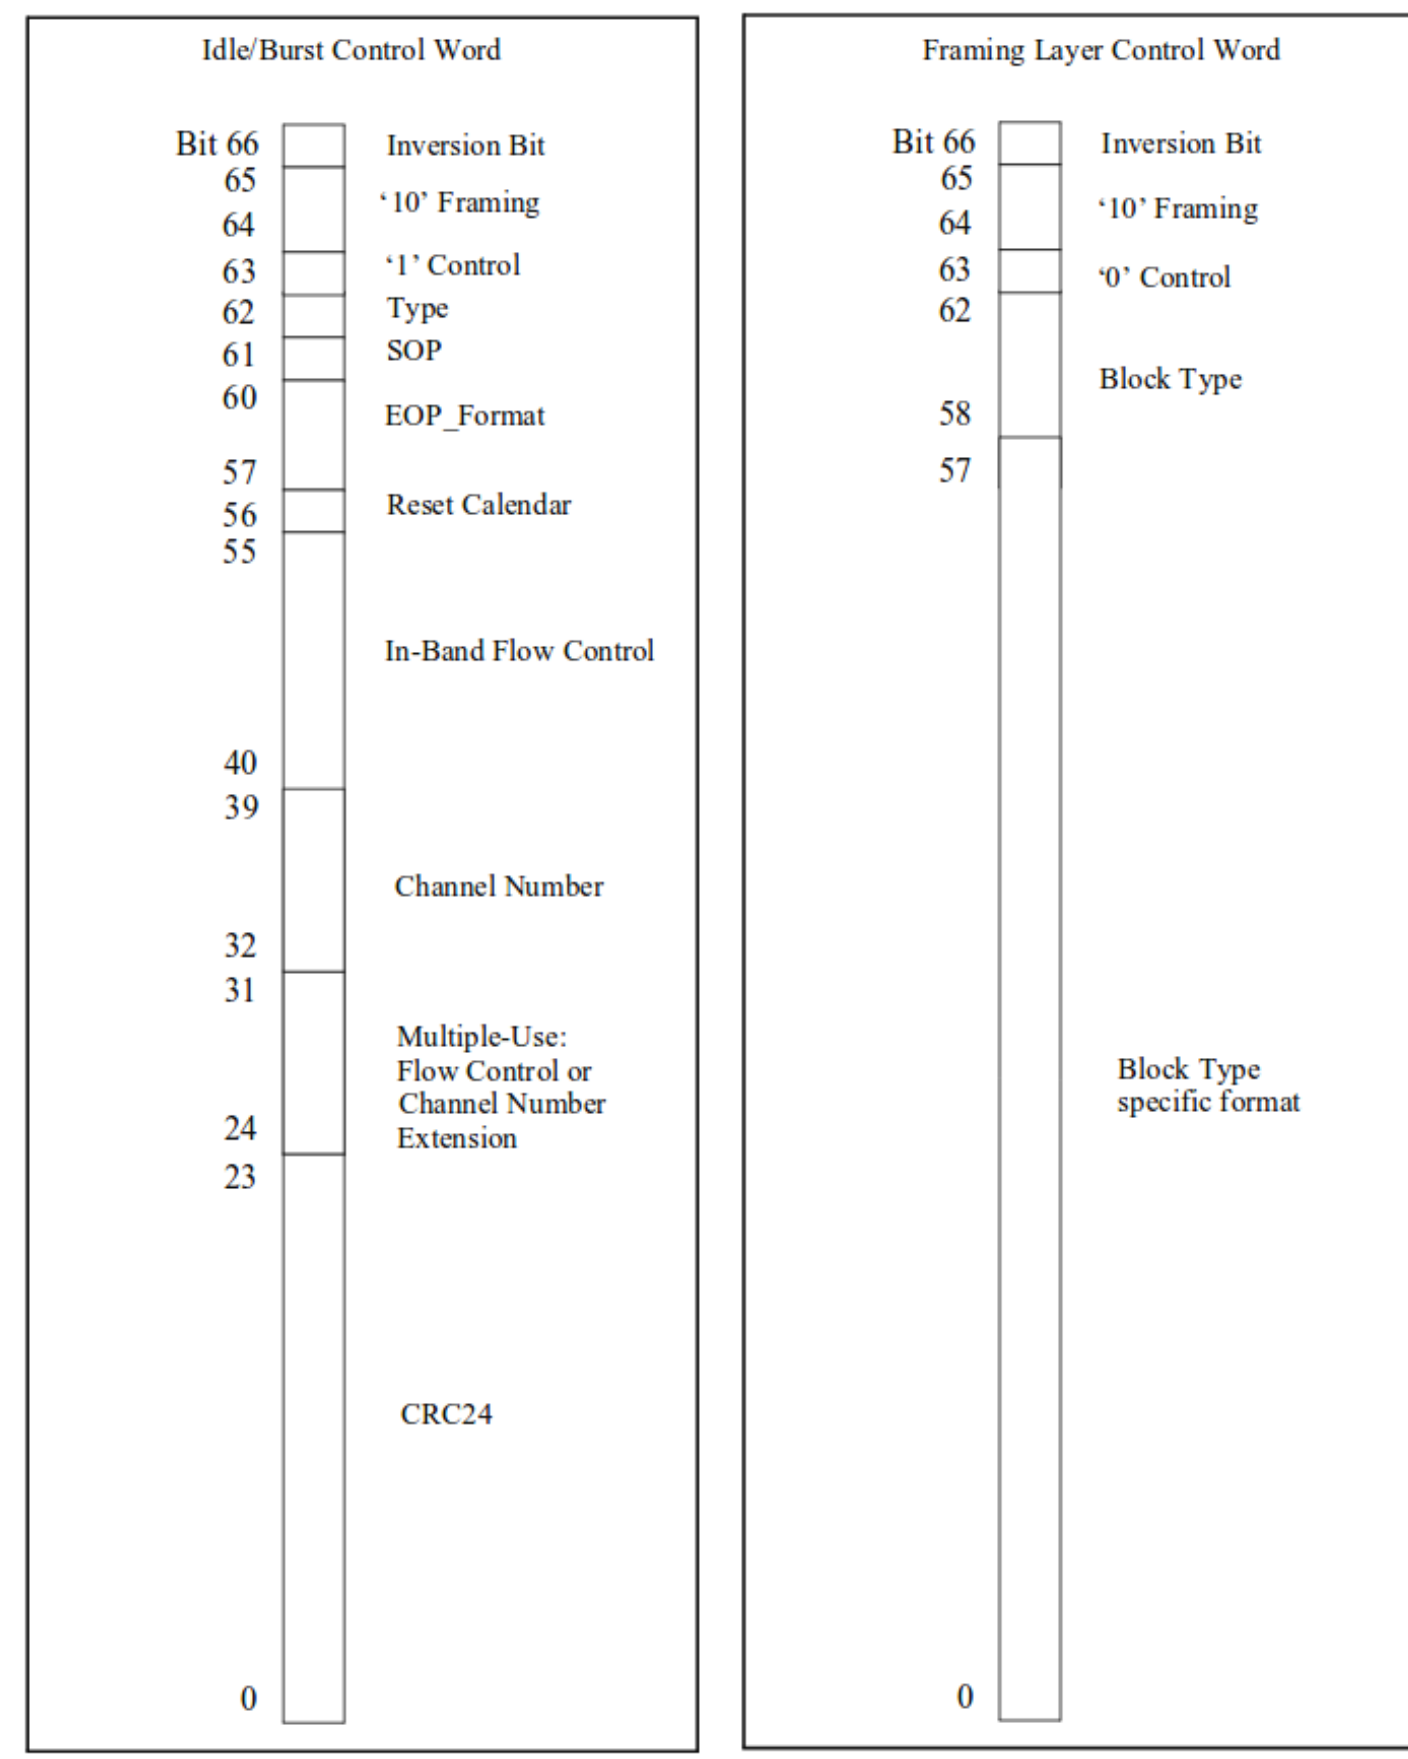 Idle/Burst Control Word
Bit 66 Inversion Bit
65
‘10’ Framing
64
63 ‘1’ Control
62 Type
61 SOP
60
EOP_Format
57
56 Reset Calendar
55
In-Band Flow Control
40
39
Channel Number
32
31
Multiple-Use:
Flow Control or
Channel Number
24
Extension
23
CRC24
0
Framing Layer Control Word
Bit 66 Inversion Bit
65
‘10’ Framing
64
63 ‘0’ Control
62
Block Type
58
57
Block Type
specific format
0